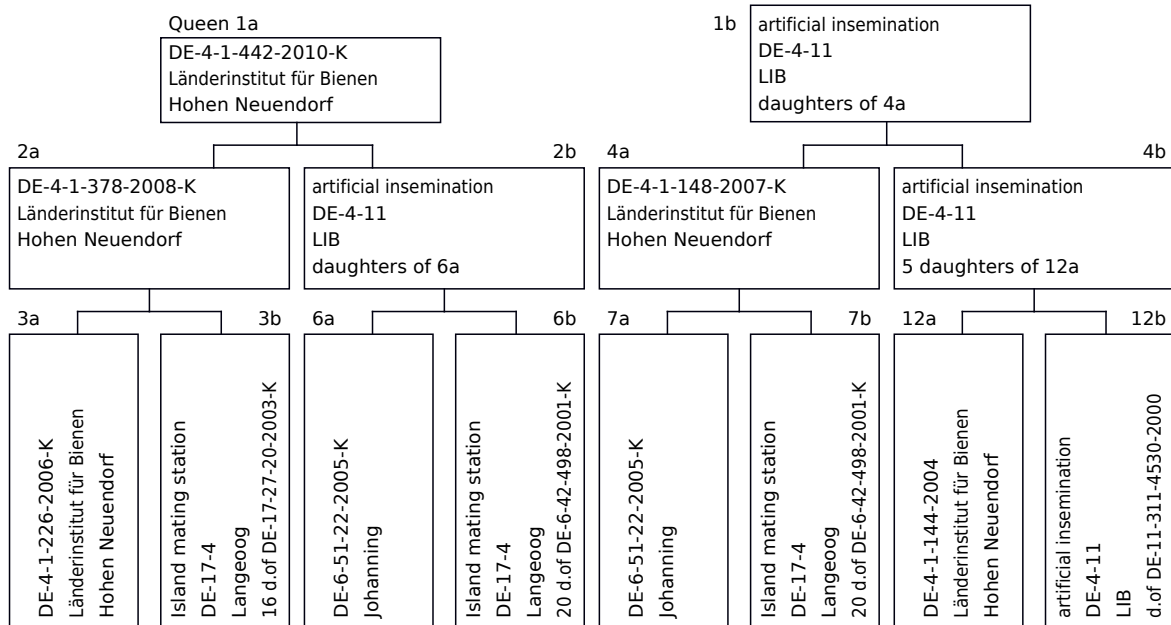 Queen 1a
DE-4-1-442-2010-K
Länderinstitut für Bienen
Hohen Neuendorf
1b
artificial insemination
DE-4-11
LIB
daughters of 4a
2a
DE-4-1-378-2008-K
Länderinstitut für Bienen
Hohen Neuendorf
2b
artificial insemination
DE-4-11
LIB
daughters of 6a
4a
DE-4-1-148-2007-K
Länderinstitut für Bienen
Hohen Neuendorf
4b
artificial insemination
DE-4-11
LIB
5 daughters of 12a
3a
DE-4-1-226-2006-K
Länderinstitut für Bienen
Hohen Neuendorf
3b
Island mating station
DE-17-4
Langeoog
16 d.of DE-17-27-20-2003-K
6a
DE-6-51-22-2005-K
Johanning
6b
Island mating station
DE-17-4
Langeoog
20 d.of DE-6-42-498-2001-K
7a
DE-6-51-22-2005-K
Johanning
7b
Island mating station
DE-17-4
Langeoog
20 d.of DE-6-42-498-2001-K
12a
DE-4-1-144-2004
Länderinstitut für Bienen
Hohen Neuendorf
12b
artificial insemination
DE-4-11
LIB
d.of DE-11-311-4530-2000